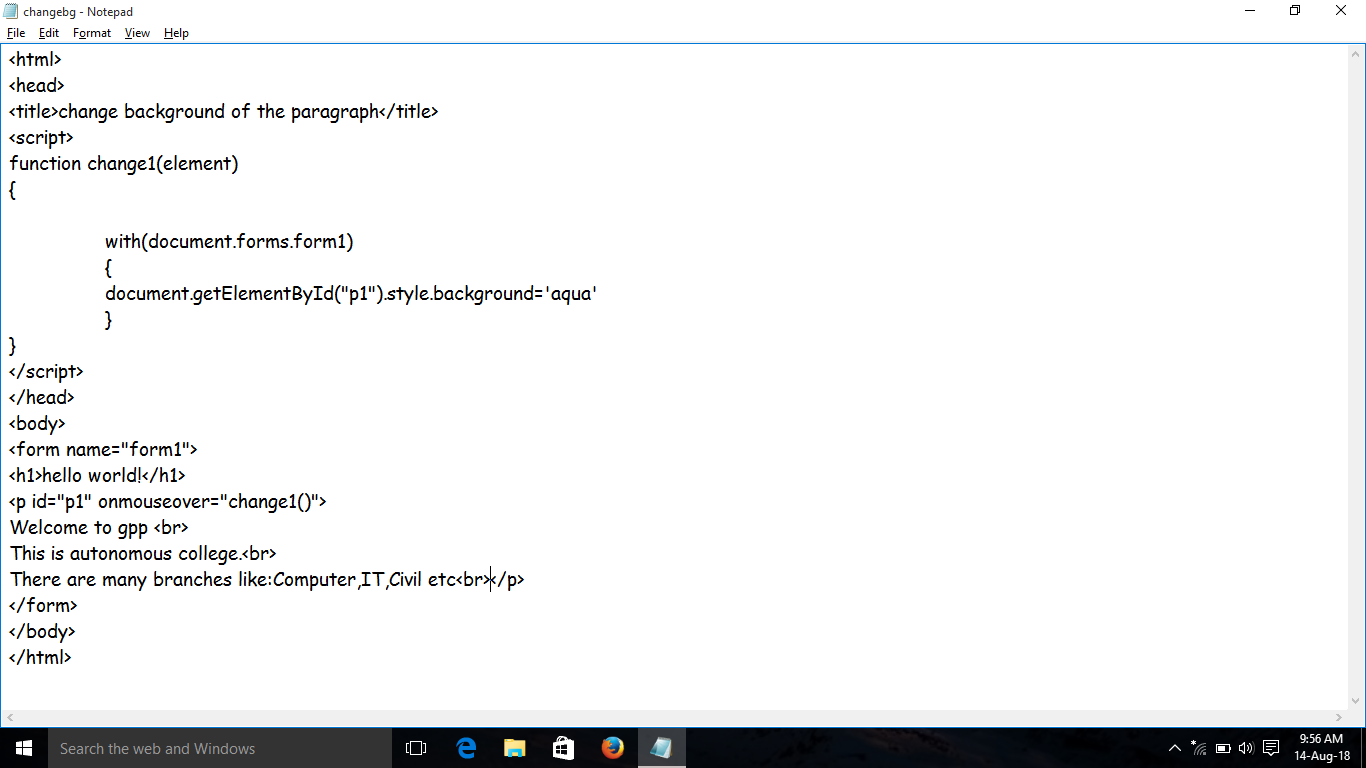 changebg - Notepad
File Edit Format View Help
<html>
<head>
<title>change background of the paragraph</title>
<script>
function change1(element)
{
with(document.forms.form1)
{
document.getElementById("p1").style.background='aqua'
}
}
</script>
</head>
<body>
<form name="form1">
<h1>hello world!</h1>
<p id="p1" onmouseover="change1()">
Welcome to gpp <br>
This is autonomous college.<br>
There are many branches like:Computer,IT,Civil etc<br></p>
</form>
</body>
</html>
Search the web and Windows
9:56 AM
14-Aug-18